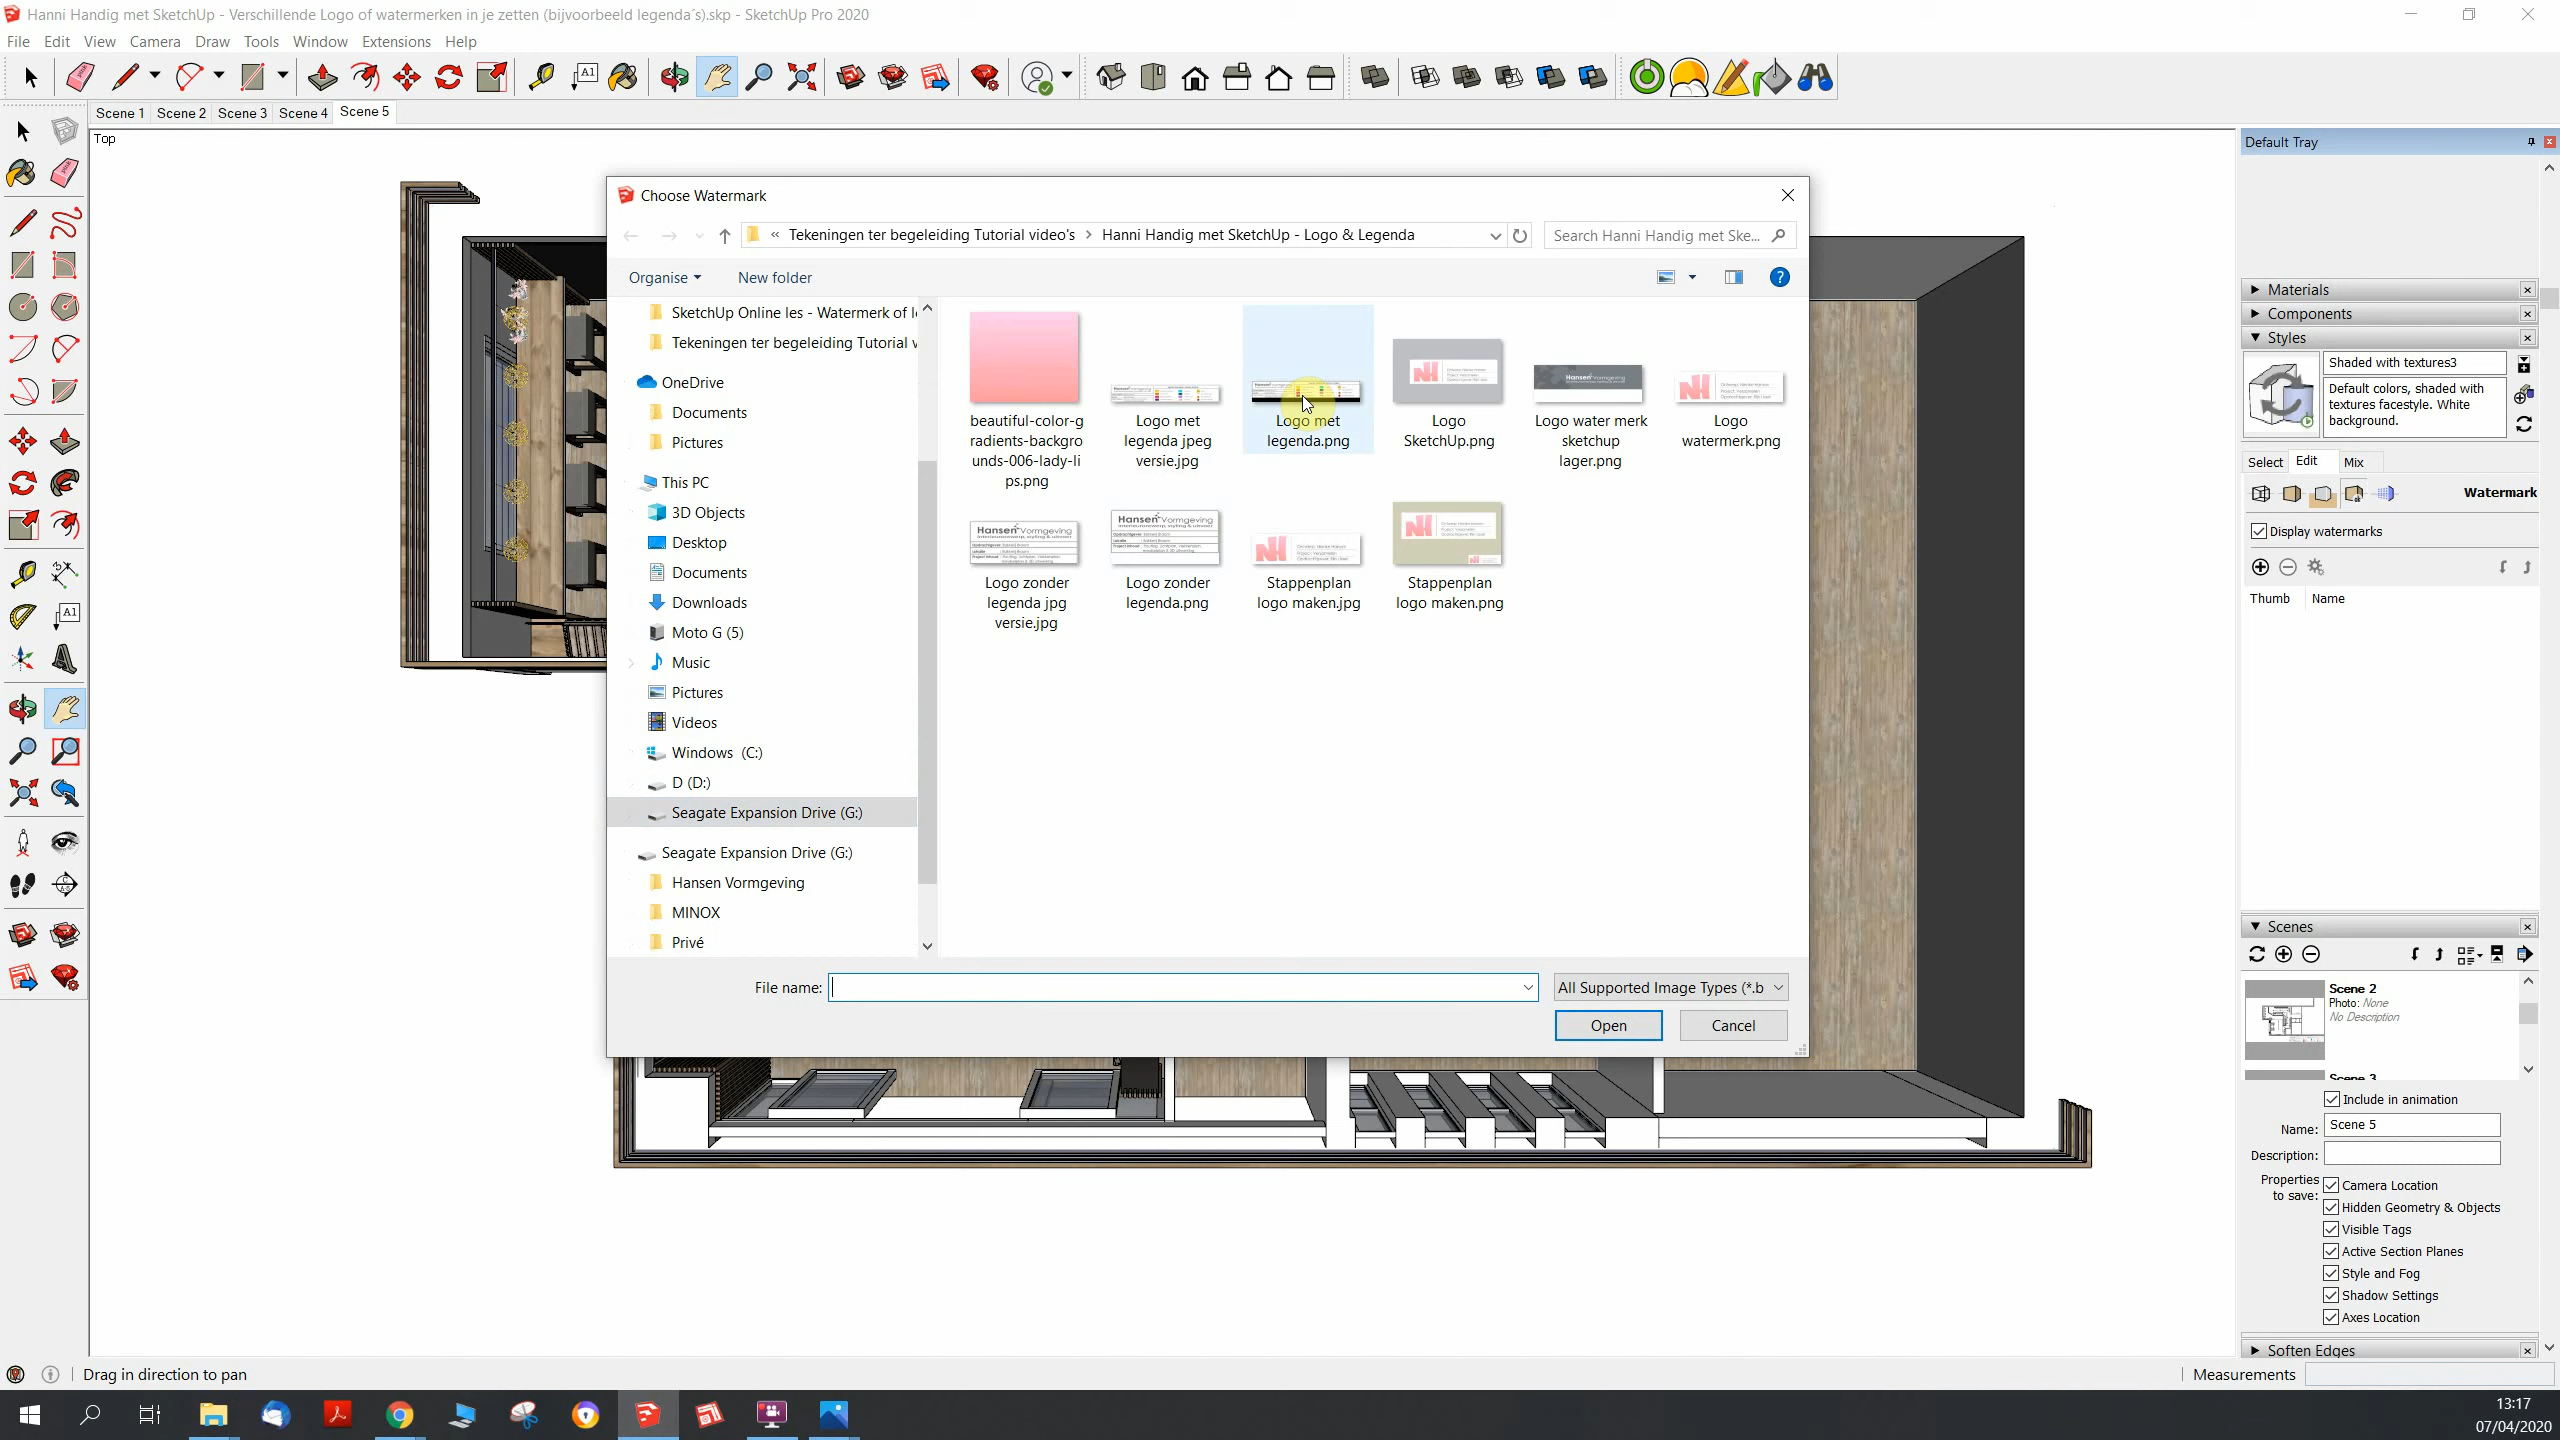 Hanni Handig met SketchUp - Verschillende Logo of watermerken in je zetten (bijvoorbeeld legenda´s).skp - SketchUp Pro 2020
File Edit View Camera Draw Tools Window Extensions Help
Scene 1 Scene 2 Scene 3 Scene 4 Scene 5
Top
Default Tray
Choose Watermark
« Tekeningen ter begeleiding Tutorial video's › Hanni Handig met SketchUp - Logo & Legenda
Search Hanni Handig met Ske...
Organise New folder
SketchUp Online les - Watermerk of l
Tekeningen ter begeleiding Tutorial v
OneDrive
Documents
Pictures
This PC
3D Objects
Desktop
Documents
Downloads
Moto G (5)
Music
Pictures
Videos
Windows (C:)
D (D:)
Seagate Expansion Drive (G:)
Seagate Expansion Drive (G:)
Hansen Vormgeving
MINOX
Privé
beautiful-color-g
radients-backgro
unds-006-lady-li
ps.png
Logo met
legenda jpeg
versie.jpg
Logo met
legenda.png
Logo
SketchUp.png
Logo water merk
sketchup
lager.png
Logo
watermerk.png
Logo zonder
legenda jpg
versie.jpg
Logo zonder
legenda.png
Stappenplan
logo maken.jpg
Stappenplan
logo maken.png
File name:
All Supported Image Types (*.b
Open Cancel
Materials
Components
Styles
Shaded with textures3
Default colors, shaded with
textures facestyle. White
background.
Select Edit Mix
Watermark
Display watermarks
Thumb Name
Scenes
Scene 2
Photo: None
No Description
Scene 3
Include in animation
Name: Scene 5
Description:
Properties
to save:
Camera Location
Hidden Geometry & Objects
Visible Tags
Active Section Planes
Style and Fog
Shadow Settings
Axes Location
Soften Edges
Drag in direction to pan
Measurements
13:17
07/04/2020